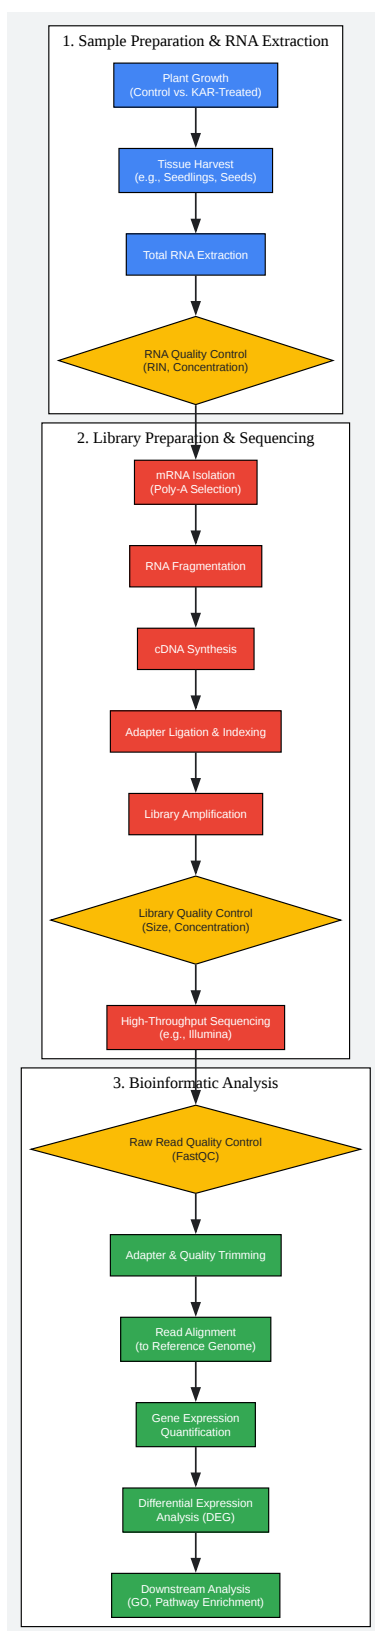 1. Sample Preparation & RNA Extraction
Plant Growth
(Control vs. KAR-Treated)
Tissue Harvest
(e.g., Seedlings, Seeds)
Total RNA Extraction
RNA Quality Control
(RIN, Concentration)
2. Library Preparation & Sequencing
mRNA Isolation
(Poly-A Selection)
RNA Fragmentation
cDNA Synthesis
Adapter Ligation & Indexing
Library Amplification
Library Quality Control
(Size, Concentration)
High-Throughput Sequencing
(e.g., Illumina)
3. Bioinformatic Analysis
Raw Read Quality Control
(FastQC)
Adapter & Quality Trimming
Read Alignment
(to Reference Genome)
Gene Expression
Quantification
Differential Expression
Analysis (DEG)
Downstream Analysis
(GO, Pathway Enrichment)